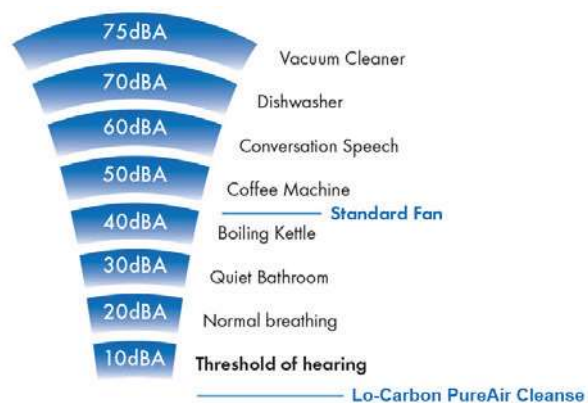 75dBA
Vacuum Cleaner
70dBA
Dishwasher
60dBA
Conversation Speech
50dBA
Coffee Machine
Standard Fan
40dBA
Boiling Kettle
30dBA
Quiet Bathroom
20dBA
Normal breathing
10dBA
Threshold of hearing
Lo-Carbon PureAir Cleanse